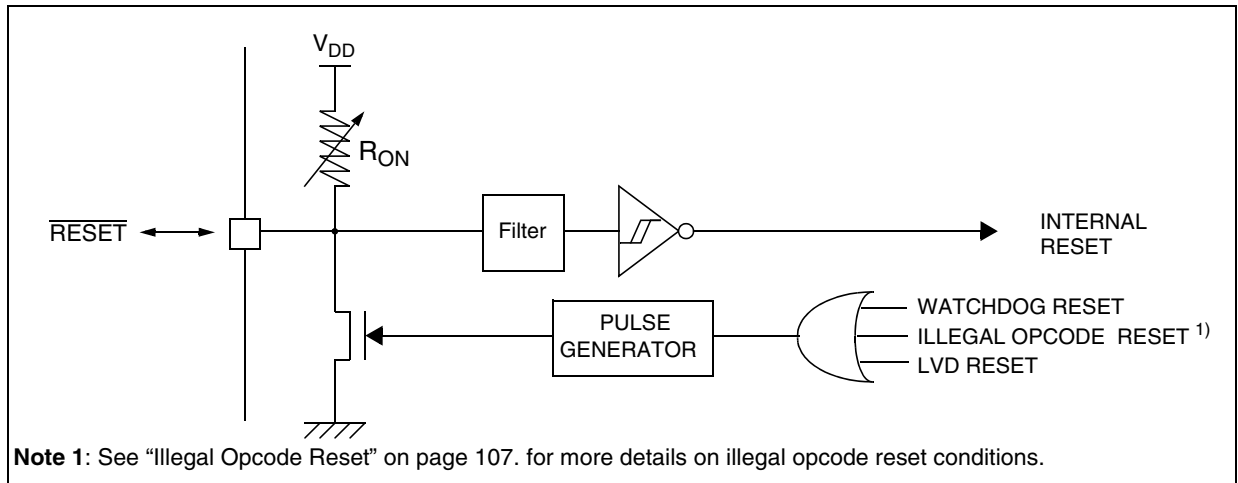 VDD
RON
RESET
Filter
INTERNAL
RESET
PULSE
GENERATOR
WATCHDOG RESET
ILLEGAL OPCODE RESET 1)
LVD RESET
Note 1: See “Illegal Opcode Reset” on page 107. for more details on illegal opcode reset conditions.